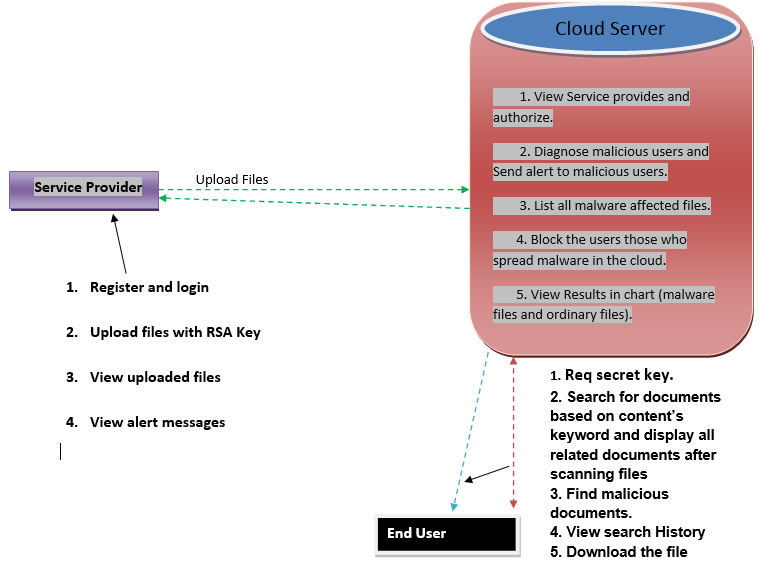 Cloud Server
1. View Service provides and
authorize.
2. Diagnose malicious users and
Send alert to malicious users.
3. List all malware affected files.
4. Block the users those who
spread malware in the cloud.
5. View Results in chart (malware
files and ordinary files).
Service Provider
Upload Files
1. Register and login
2. Upload files with RSA Key
3. View uploaded files
4. View alert messages
1. Req secret key.
2. Search for documents
based on content's
keyword and display all
related documents after
scanning files
3. Find malicious
documents.
4. View search History
5. Download the file
End User